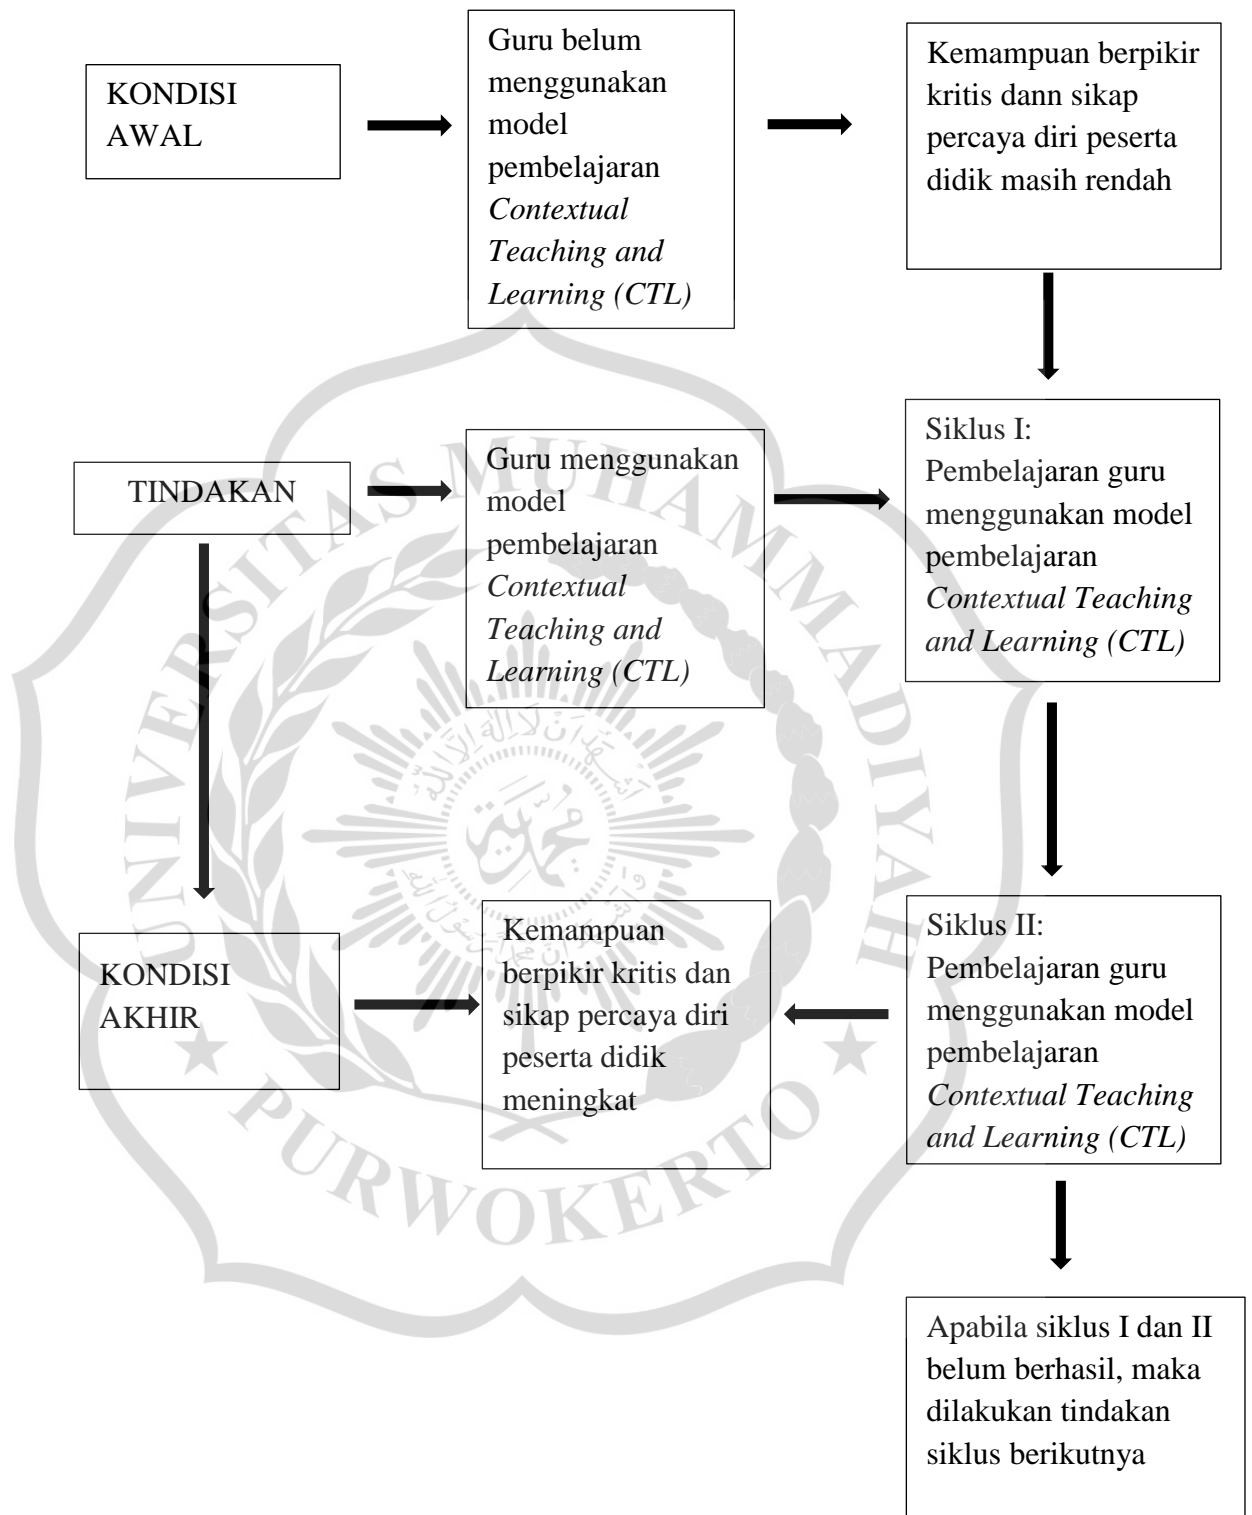 KONDISI
AWAL
Guru belum
menggunakan
model
pembelajaran
Contextual
Teaching and
Learning (CTL)
Kemampuan berpikir
kritis dann sikap
percaya diri peserta
didik masih rendah
TINDAKAN
Guru menggunakan
model
pembelajaran
Contextual
Teaching and
Learning (CTL)
Siklus I:
Pembelajaran guru
menggunakan model
pembelajaran
Contextual Teaching
and Learning (CTL)
KONDISI
AKHIR
Kemampuan
berpikir kritis dan
sikap percaya diri
peserta didik
meningkat
Siklus II:
Pembelajaran guru
menggunakan model
pembelajaran
Contextual Teaching
and Learning (CTL)
Apabila siklus I dan II
belum berhasil, maka
dilakukan tindakan
siklus berikutnya
UNIVERSITAS MUHAMMADIYAH
PURWOKERTO